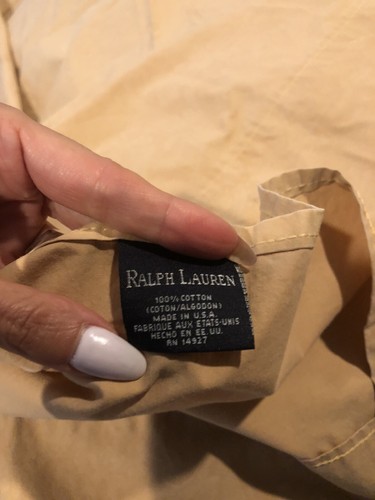 RALPH LAUREN
100% COTTON
(COTON/ALGODON)
MADE IN U.S.A.
FABRIQUE AUX ETATS-UNIS
HECHO EN EE. UU.
RN 14927